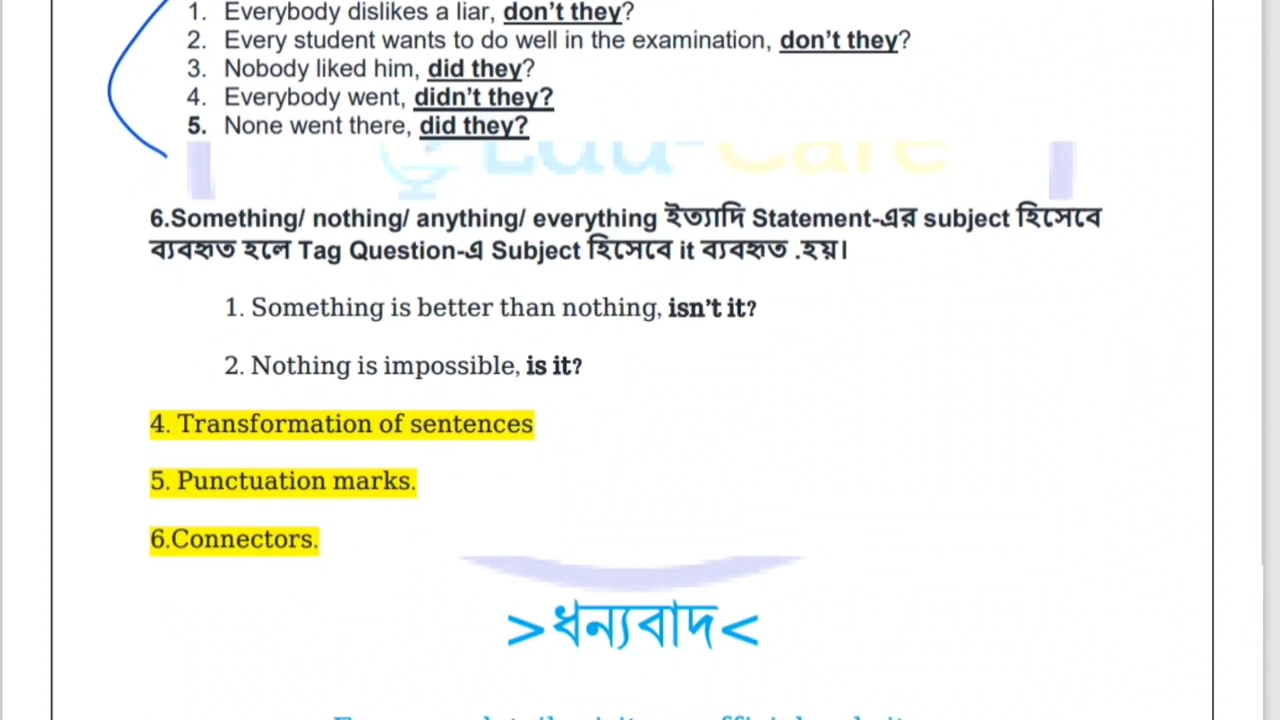 1. Everybody dislikes a liar, don't they?
2. Every student wants to do well in the examination, don't they?
3. Nobody liked him, did they?
4. Everybody went, didn't they?
5. None went there, did they?
Edu-Care
6.Something/ nothing/ anything/ everything ইত্যাদি Statement-এর subject হিসেবে
ব্যবহৃত হলে Tag Question-এ Subject হিসেবে it ব্যবহৃত .হয়।
1. Something is better than nothing, isn't it?
2. Nothing is impossible, is it?
4. Transformation of sentences
5. Punctuation marks.
6.Connectors.
>ধন্যবাদ<